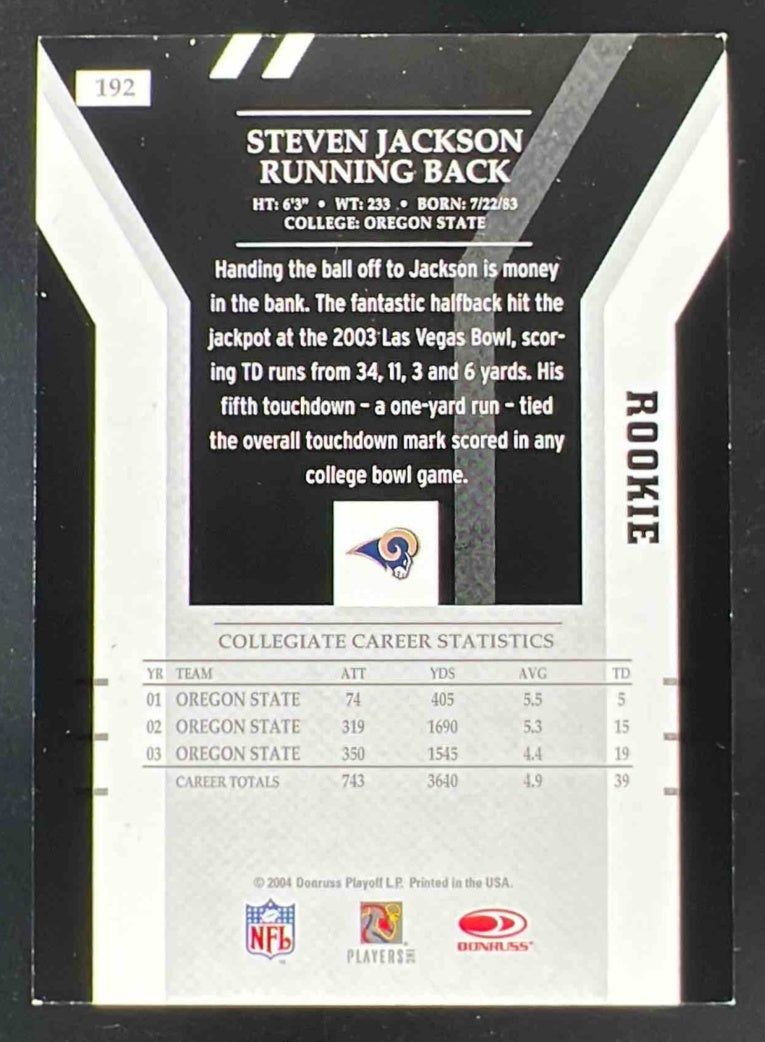 192
STEVEN JACKSON
RUNNING BACK
HT: 6'3" • WT: 233 • BORN: 7/22/83
COLLEGE: OREGON STATE
Handing the ball off to Jackson is money
in the bank. The fantastic halfback hit the
jackpot at the 2003 Las Vegas Bowl, scor-
ing TD runs from 34, 11, 3 and 6 yards. His
fifth touchdown – a one-yard run – tied
the overall touchdown mark scored in any
college bowl game.
ROOKIE
COLLEGIATE CAREER STATISTICS
YR TEAM ATT YDS AVG TD
01 OREGON STATE 74 405 5.5 5
02 OREGON STATE 319 1690 5.3 15
03 OREGON STATE 350 1545 4.4 19
CAREER TOTALS 743 3640 4.9 39
© 2004 Donruss Playoff L.P. Printed in the USA.
NFL
PLAYERS INC
DONRUSS